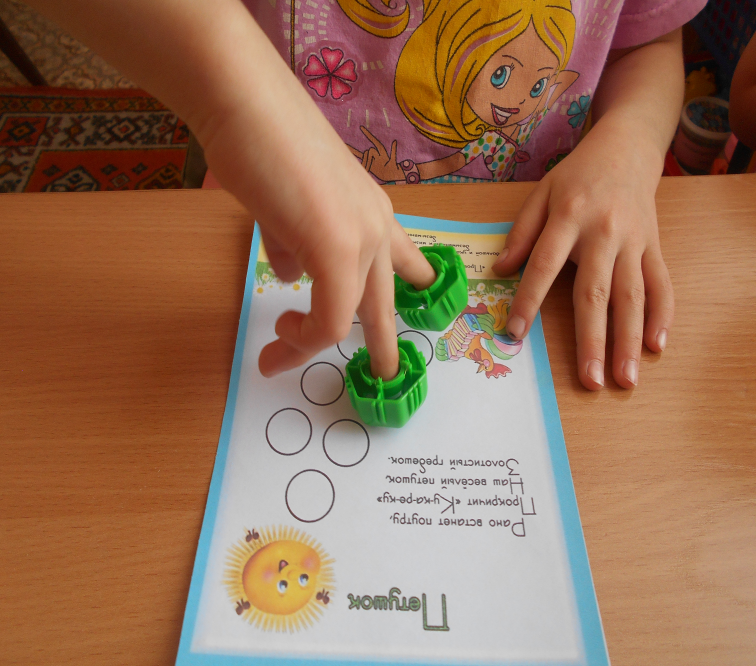 Петушок
Рано встанет поутру,
Прокричит «Ку-ка-ре-ку»
Наш весёлый петушок,
Золотистый гребешок.